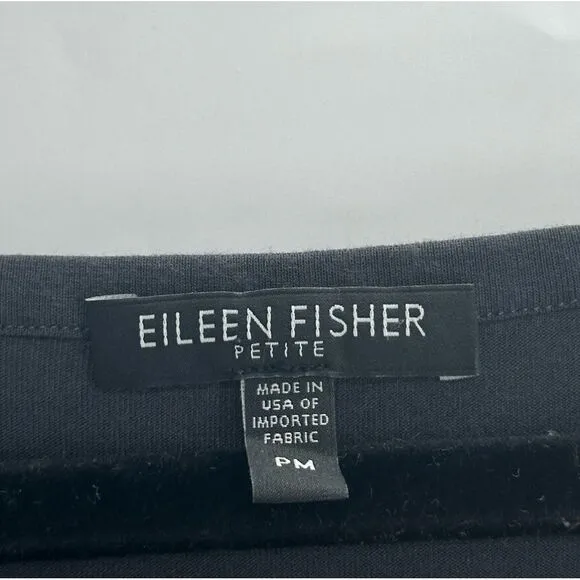 EILEEN FISHER
PETITE
MADE IN
USA OF
IMPORTED
FABRIC
PM